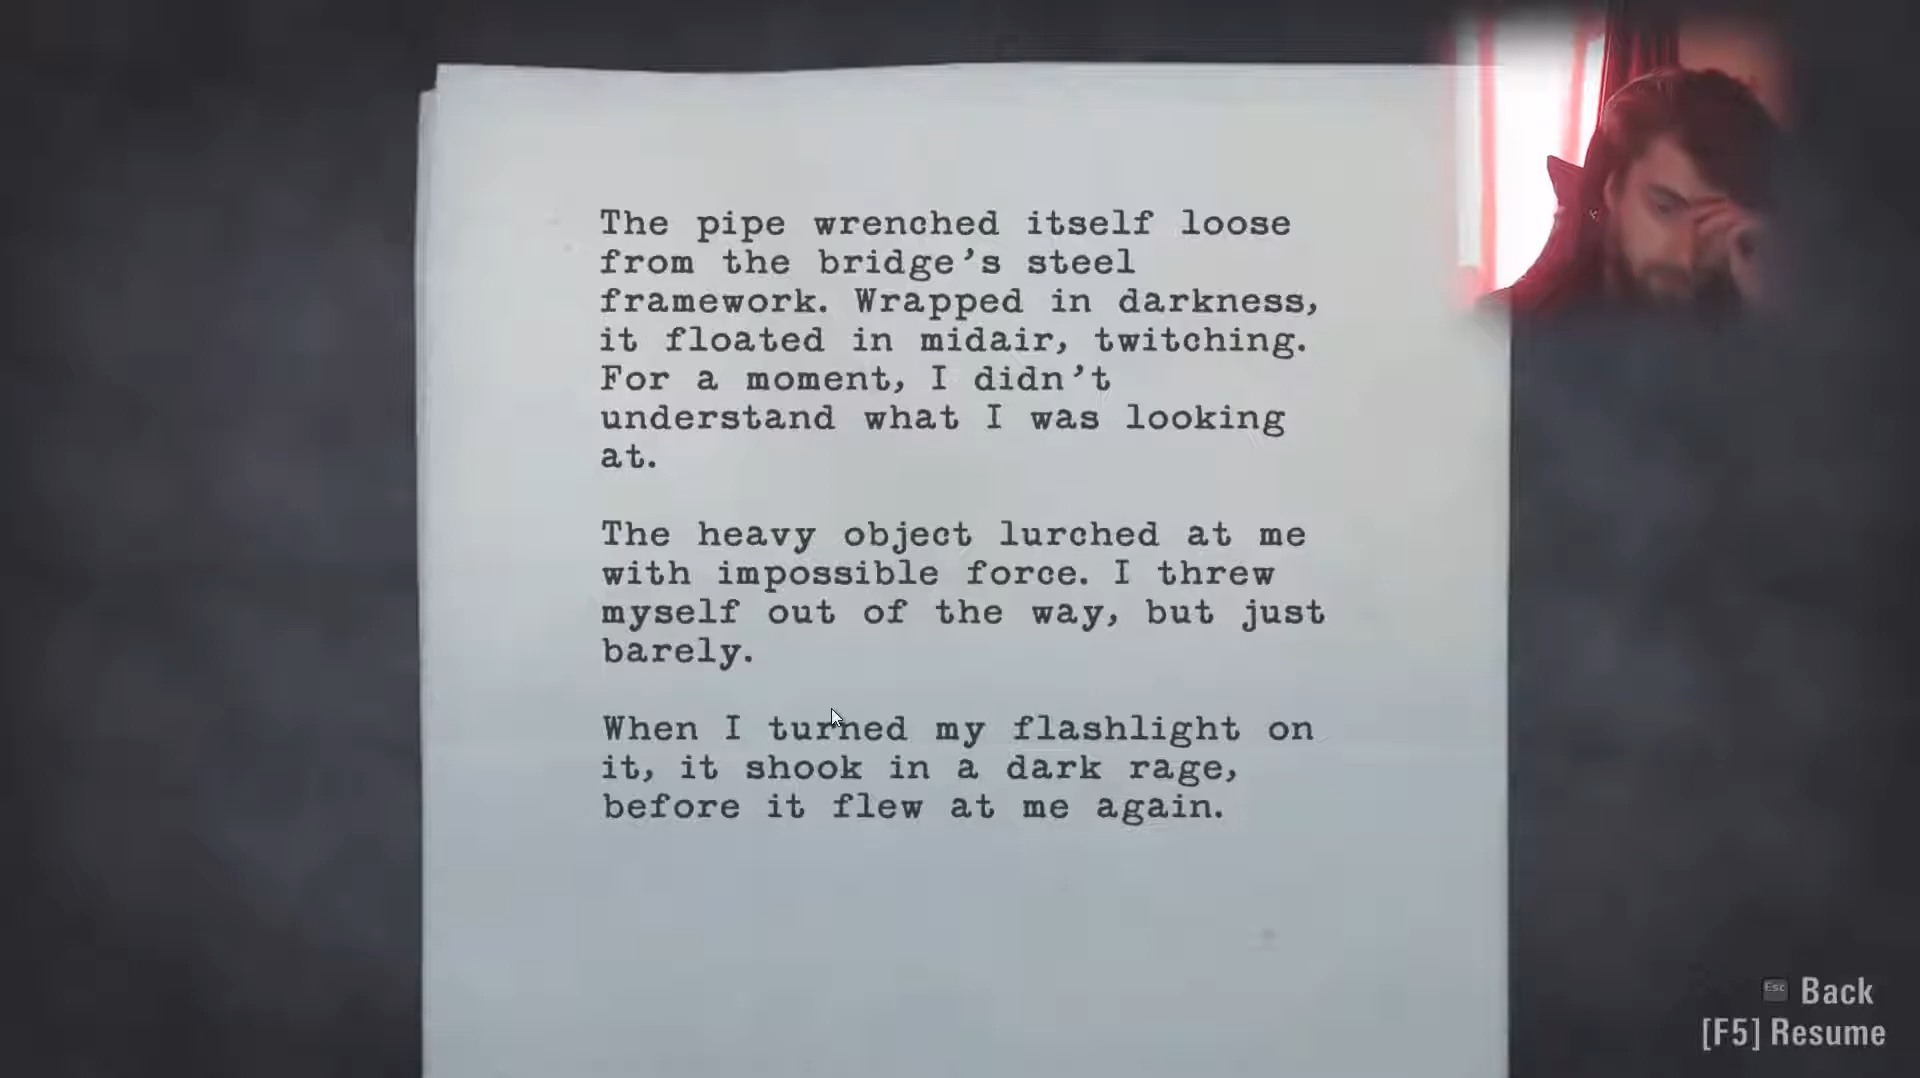 The pipe wrenched itself loose
from the bridge’s steel
framework. Wrapped in darkness,
it floated in midair, twitching.
For a moment, I didn’t
understand what I was looking
at.
The heavy object lurched at me
with impossible force. I threw
myself out of the way, but just
barely.
When I turned my flashlight on
it, it shook in a dark rage,
before it flew at me again.
Esc Back
[F5] Resume